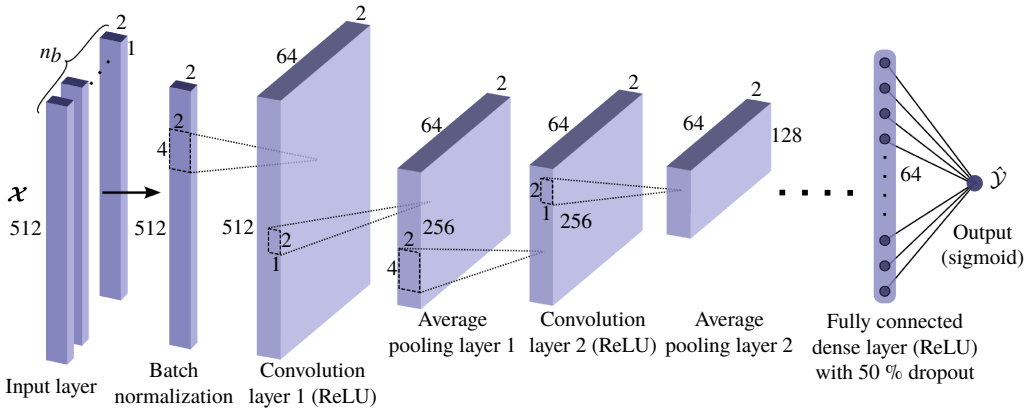 n_b
2
1
𝒙
512
Input layer
2
2
4
512
Batch
normalization
64
2
512
2
1
Convolution
layer 1 (ReLU)
64
2
256
2
4
Average
pooling layer 1
64
2
2
1
256
Convolution
layer 2 (ReLU)
64
2
128
Average
pooling layer 2
64
Fully connected
dense layer (ReLU)
with 50 % dropout
ŷ
Output
(sigmoid)